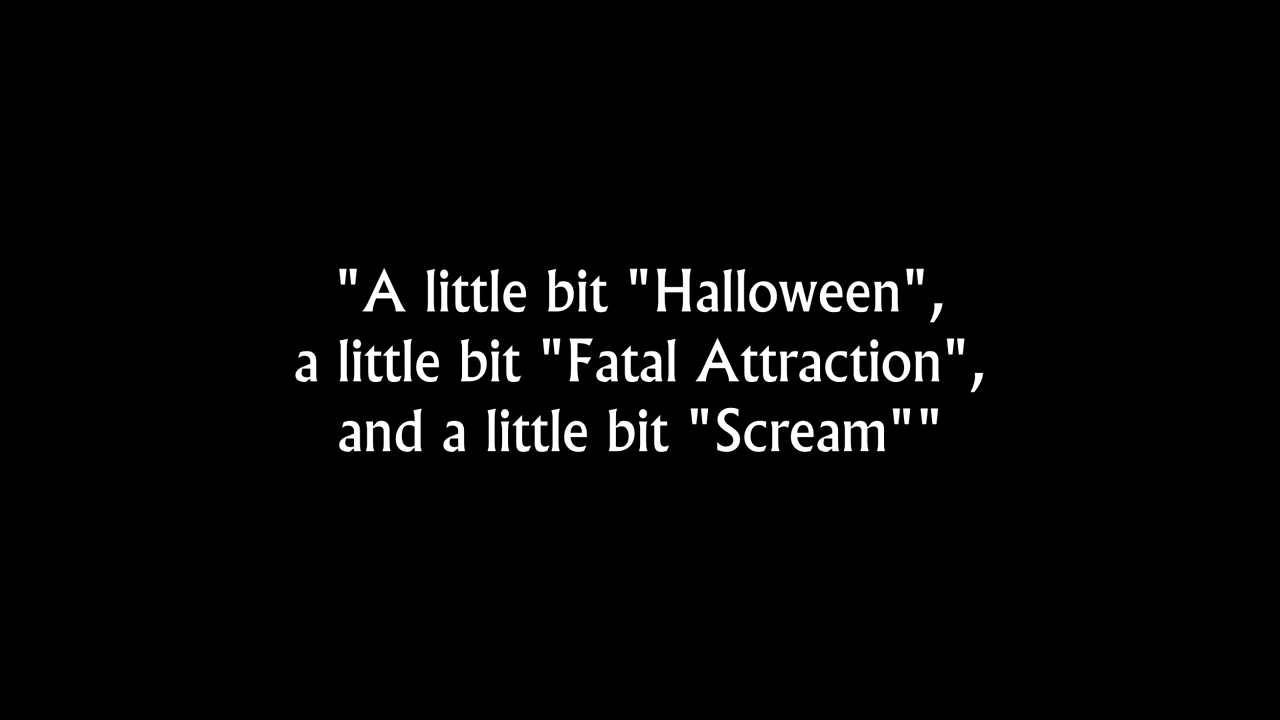 "A little bit "Halloween",
a little bit "Fatal Attraction",
and a little bit "Scream""